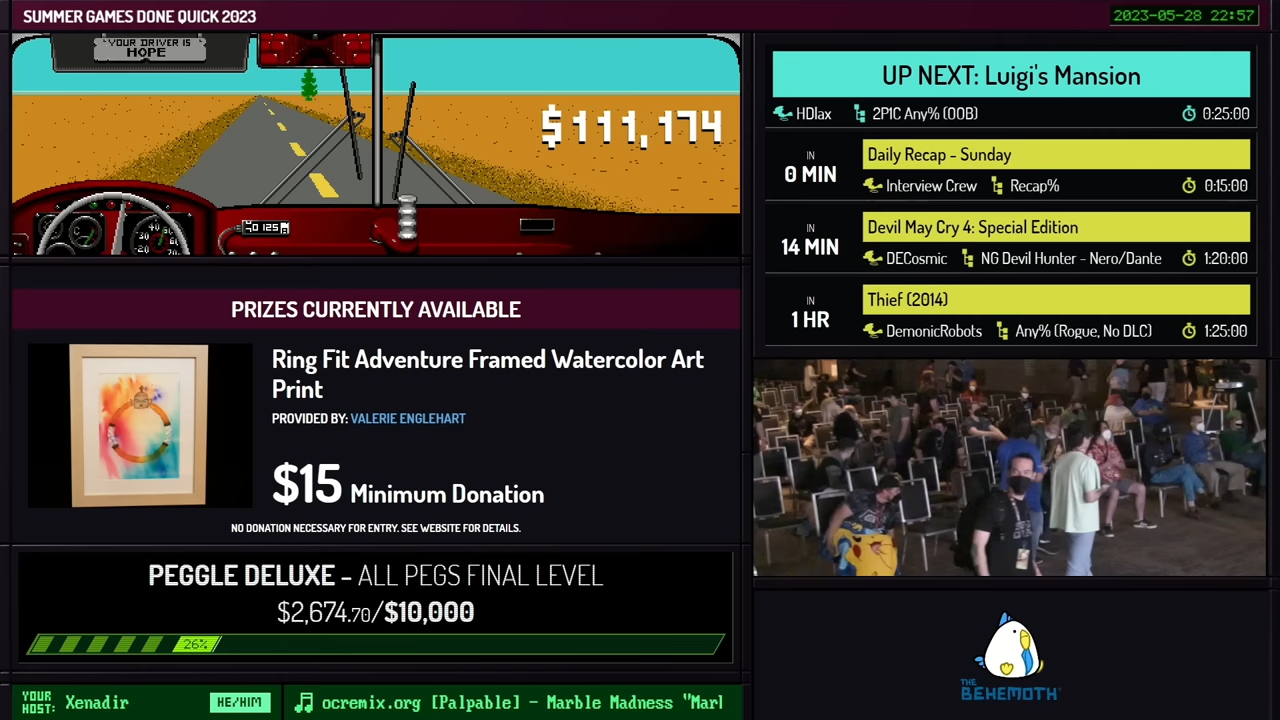 SUMMER GAMES DONE QUICK 2023
2023-05-28 22:57
YOUR DRIVER IS
HOPE
$111,174
UP NEXT: Luigi's Mansion
HDlax 2P1C Any% (OOB) 0:25:00
IN
0 MIN
Daily Recap - Sunday
Interview Crew Recap% 0:15:00
IN
14 MIN
Devil May Cry 4: Special Edition
DECosmic NG Devil Hunter - Nero/Dante 1:20:00
IN
1 HR
Thief (2014)
DemonicRobots Any% (Rogue, No DLC) 1:25:00
PRIZES CURRENTLY AVAILABLE
Ring Fit Adventure Framed Watercolor Art
Print
PROVIDED BY: VALERIE ENGLEHART
$15 Minimum Donation
NO DONATION NECESSARY FOR ENTRY. SEE WEBSITE FOR DETAILS.
PEGGLE DELUXE - ALL PEGS FINAL LEVEL
$2,674.70/$10,000
26%
THE
BEHEMOTH
YOUR
HOST: Xenadir HE/HIM
ocremix.org [Palpable] - Marble Madness "Marl